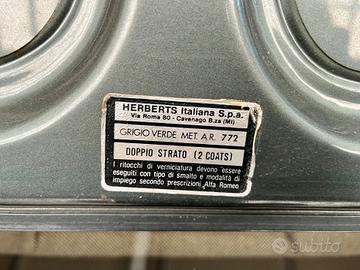 HERBERTS Italiana S.p.a.
Via Roma 80 - Cavenago B.za (MI)
GRIGIO VERDE MET. A.R. 772
DOPPIO STRATO (2 COATS)
I ritocchi di verniciatura devono essere
eseguiti con tipo di smalto e modalità di
impiego secondo prescrizioni Alfa Romeo
subito